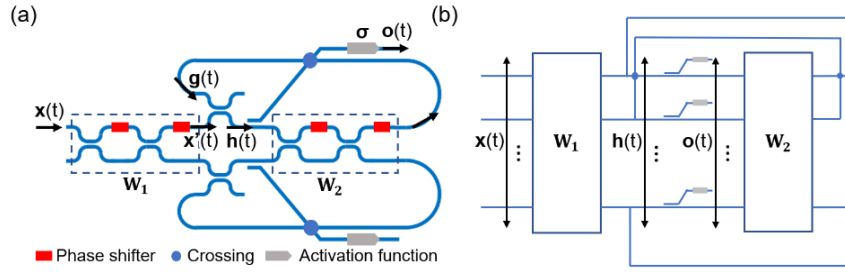 (a)
σ o(t)
g(t)
x(t)
x'(t) h(t)
W₁ W₂
Phase shifter Crossing Activation function
(b)
x(t) W₁ h(t) o(t) W₂
⋮ ⋮ ⋮